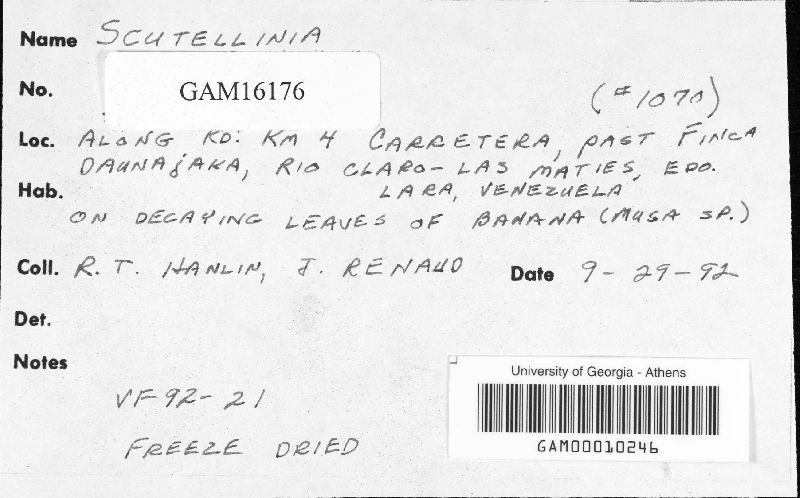 Name SCUTELLINIA
No. GAM16176 (#1070)
Loc. ALONG RD: KM 4 CARRETERA, PAST FINCA
DAUNAJAKA, RIO CLARO - LAS MATIES, EDO.
Hab. LARA, VENEZUELA
ON DECAYING LEAVES OF BANANA (MUSA SP.)
Coll. R. T. HANLIN, J. RENAUD Date 9-29-92
Det.
Notes
VF92-21
FREEZE DRIED
University of Georgia - Athens
GAM00010246